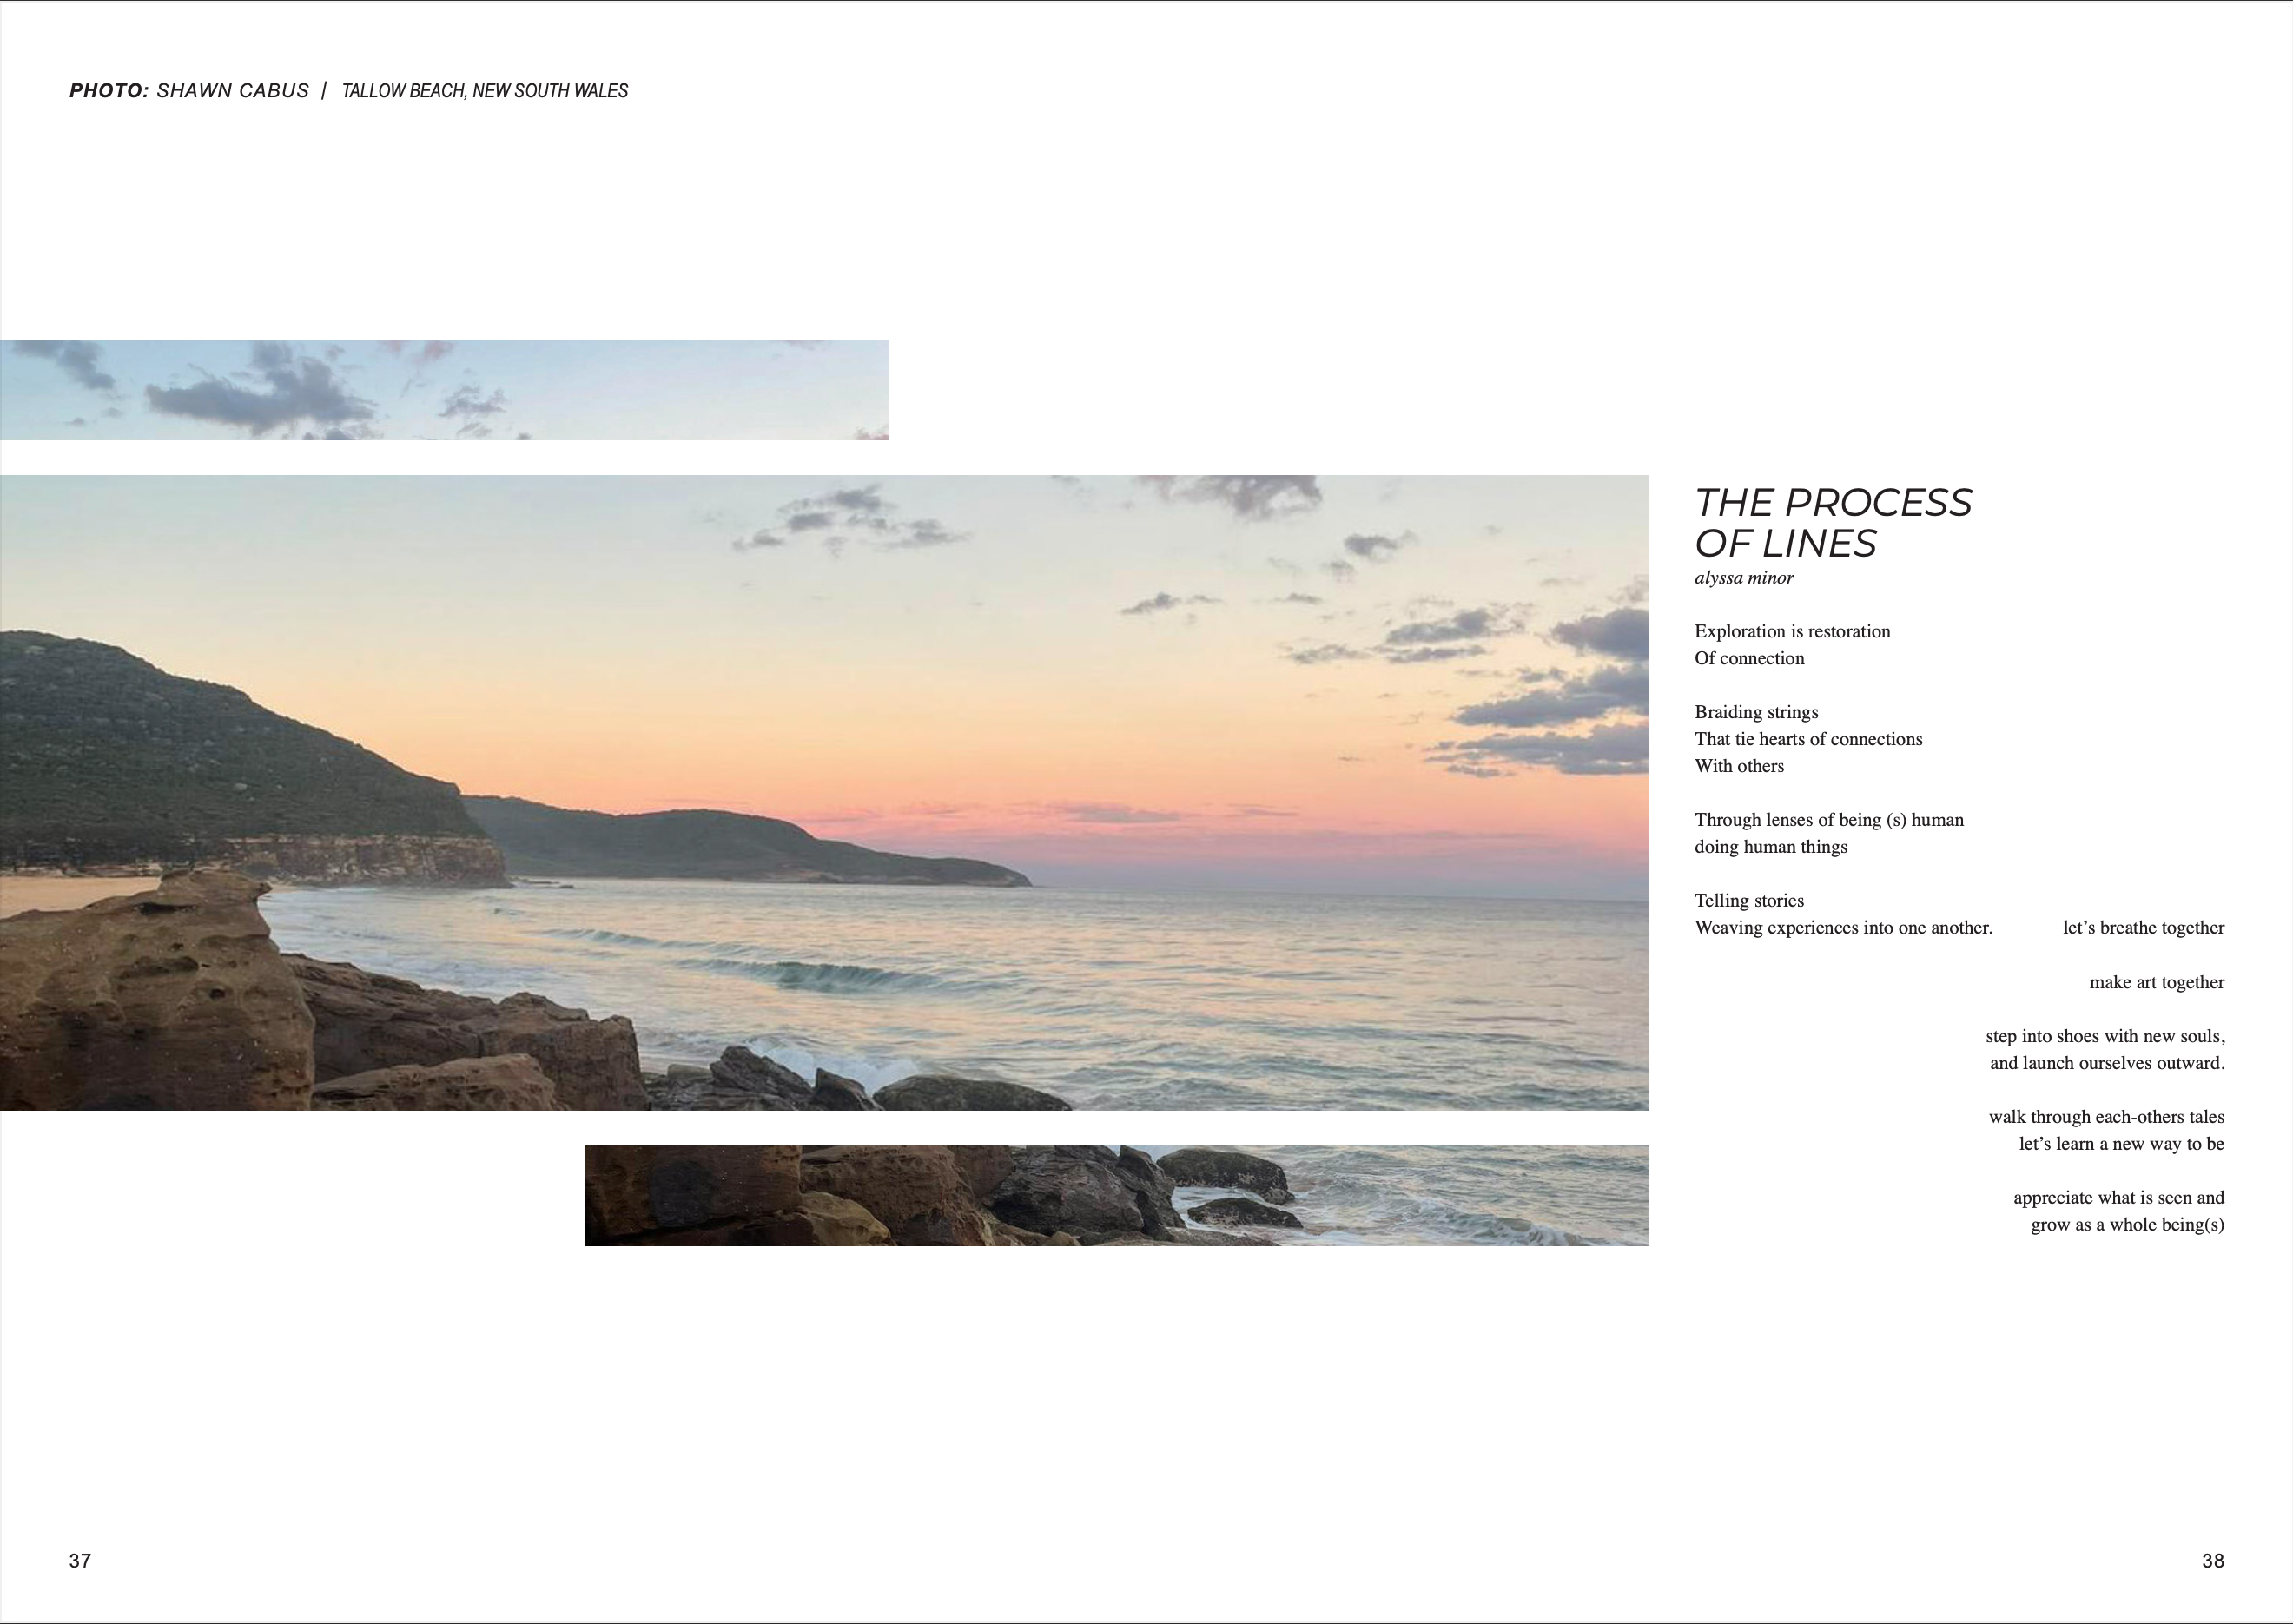 PHOTO: SHAWN CABUS | TALLOW BEACH, NEW SOUTH WALES
THE PROCESS
OF LINES
alyssa minor
Exploration is restoration
Of connection
Braiding strings
That tie hearts of connections
With others
Through lenses of being (s) human
doing human things
Telling stories
Weaving experiences into one another. let’s breathe together
make art together
step into shoes with new souls,
and launch ourselves outward.
walk through each-others tales
let’s learn a new way to be
appreciate what is seen and
grow as a whole being(s)
37
38